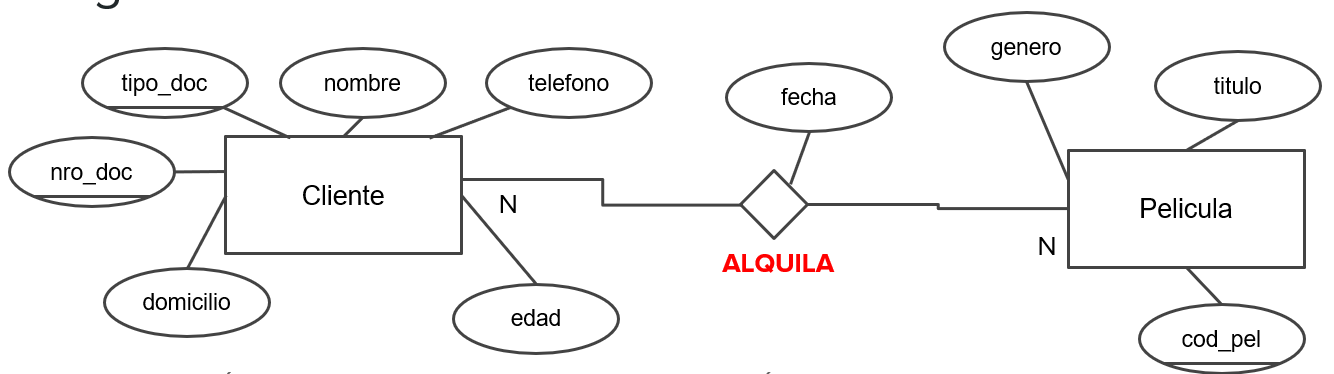 genero
tipo_doc
nombre
telefono
fecha
titulo
nro_doc
Cliente
N
Pelicula
N
ALQUILA
domicilio
edad
cod_pel